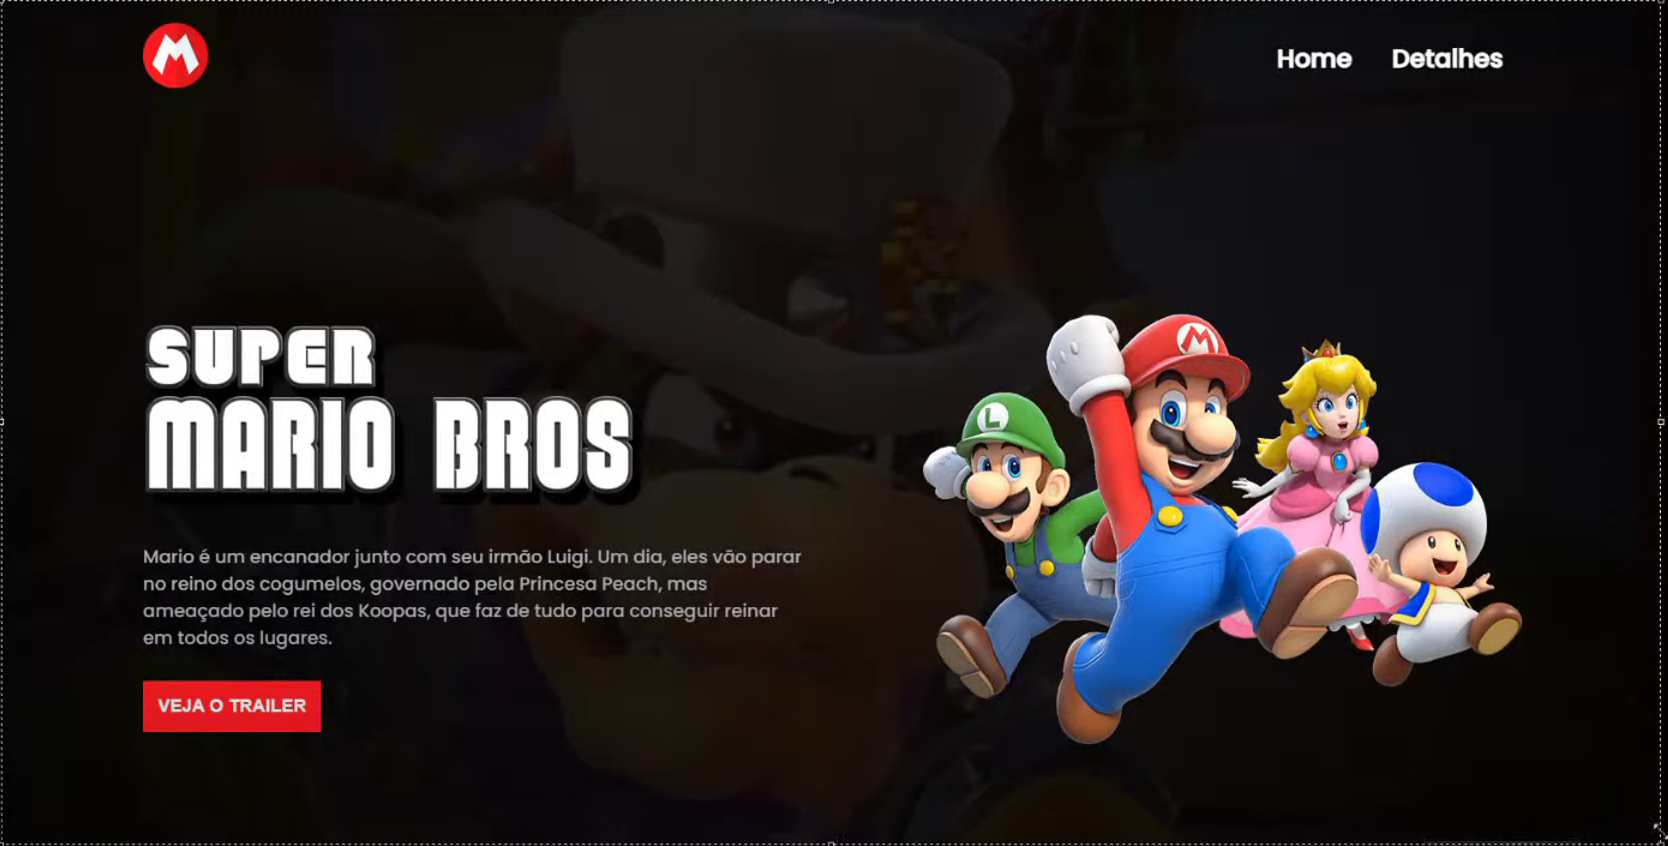 M
Home Detalhes
SUPER
MARIO BROS
M
L
Mario é um encanador junto com seu irmão Luigi. Um dia, eles vão parar
no reino dos cogumelos, governado pela Princesa Peach, mas
ameaçado pelo rei dos Koopas, que faz de tudo para conseguir reinar
em todos os lugares.
VEJA O TRAILER